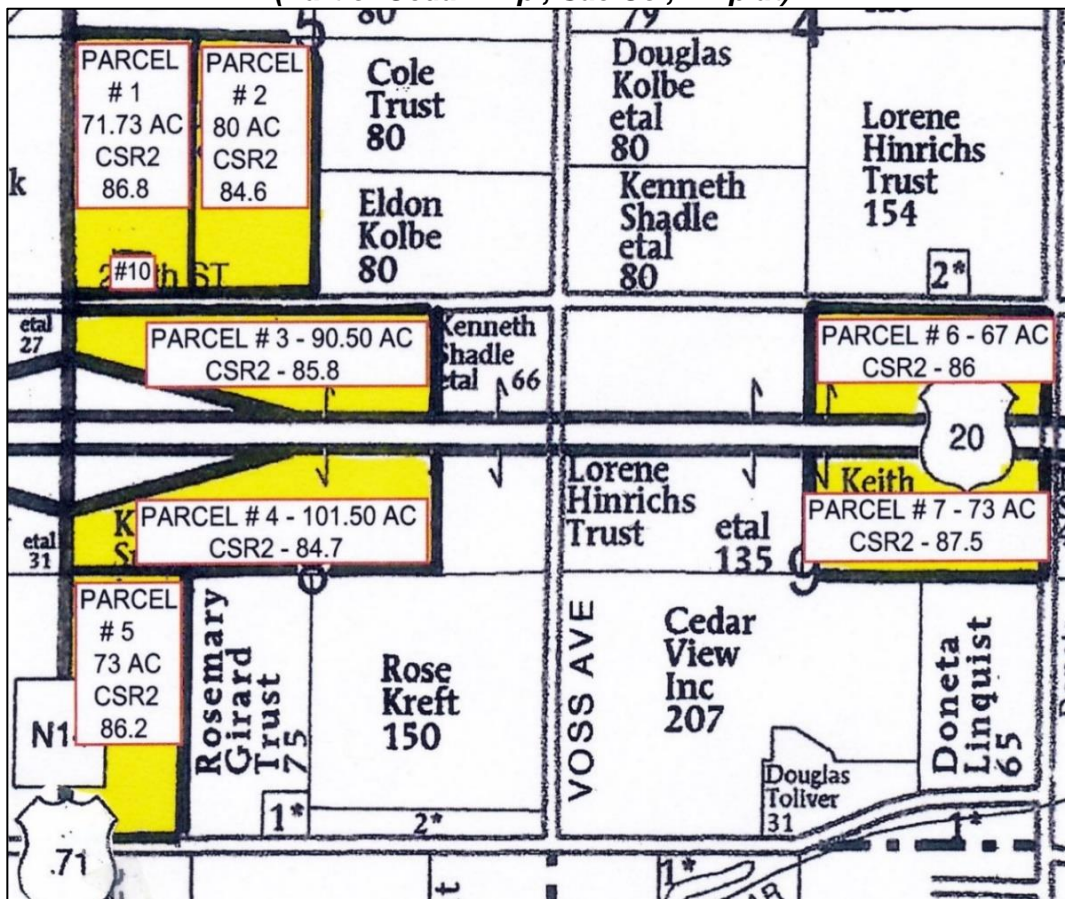 80
5
79
4
PARCEL
# 1
71.73 AC
CSR2
86.8
PARCEL
# 2
80 AC
CSR2
84.6
Cole
Trust
80
Douglas
Kolbe
etal
80
Lorene
Hinrichs
Trust
154
k
Eldon
Kolbe
80
Kenneth
Shadle
etal
80
2*
#10
ST
etal
27
PARCEL # 3 - 90.50 AC
CSR2 - 85.8
Kenneth
Shadle
etal 66
PARCEL # 6 - 67 AC
CSR2 - 86
20
Lorene
Hinrichs
Trust
etal
135
9
Keith
PARCEL # 4 - 101.50 AC
CSR2 - 84.7
PARCEL # 7 - 73 AC
CSR2 - 87.5
etal
31
PARCEL
# 5
73 AC
CSR2
86.2
N1
Rosemary
Girard
Trust
75
1*
Rose
Kreft
150
2*
VOSS AVE
Cedar
View
Inc
207
Douglas
Toliver
31
Doneta
Linquist
65
1*
71
1*
t